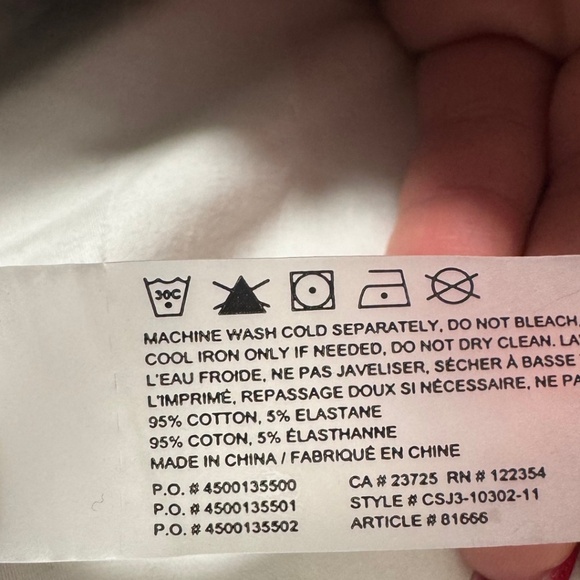 30C
MACHINE WASH COLD SEPARATELY, DO NOT BLEACH,
COOL IRON ONLY IF NEEDED, DO NOT DRY CLEAN.
L'EAU FROIDE, NE PAS JAVELISER, SÉCHER À BASSE
L'IMPRIMÉ, REPASSAGE DOUX SI NÉCESSAIRE, NE
95% COTTON, 5% ELASTANE
95% COTON, 5% ÉLASTHANNE
MADE IN CHINA / FABRIQUÉ EN CHINE
P.O. # 4500135500 CA # 23725 RN # 122354
P.O. # 4500135501 STYLE # CSJ3-10302-11
P.O. # 4500135502 ARTICLE # 81666